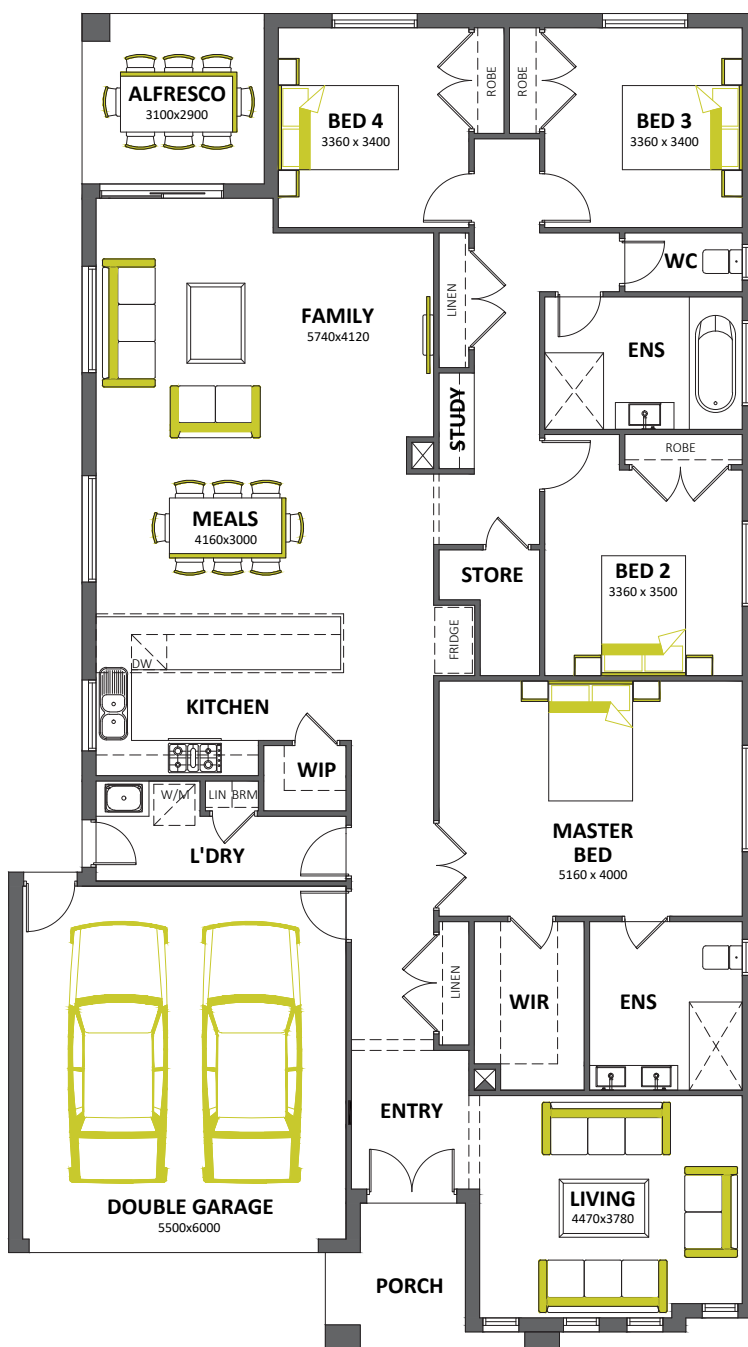 ALFRESCO
3100x2900
BED 4
3360 x 3400
ROBE
ROBE
BED 3
3360 x 3400
WC
LINEN
FAMILY
5740x4120
ENS
STUDY
ROBE
MEALS
4160x3000
STORE
BED 2
3360 x 3500
FRIDGE
DW
KITCHEN
WIP
W/M
LIN
BRM
L'DRY
MASTER
BED
5160 x 4000
LINEN
WIR
ENS
ENTRY
DOUBLE GARAGE
5500x6000
LIVING
4470x3780
PORCH